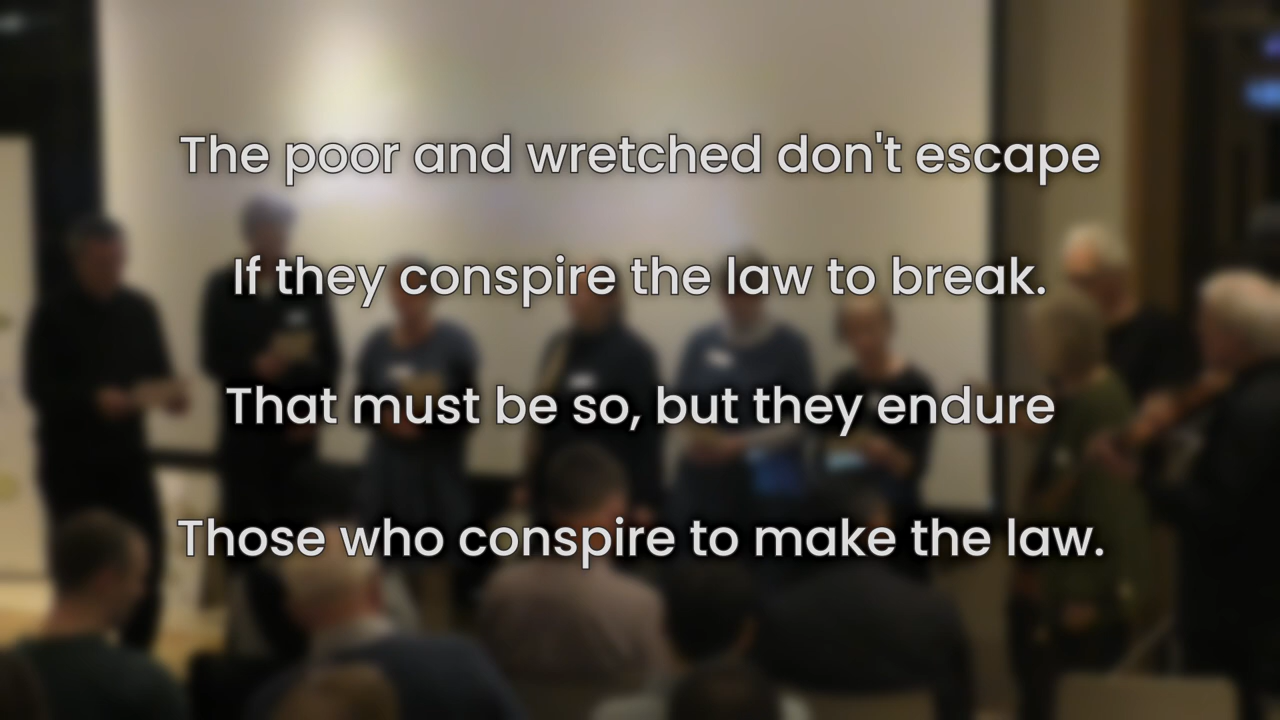 The poor and wretched don't escape
If they conspire the law to break.
That must be so, but they endure
Those who conspire to make the law.